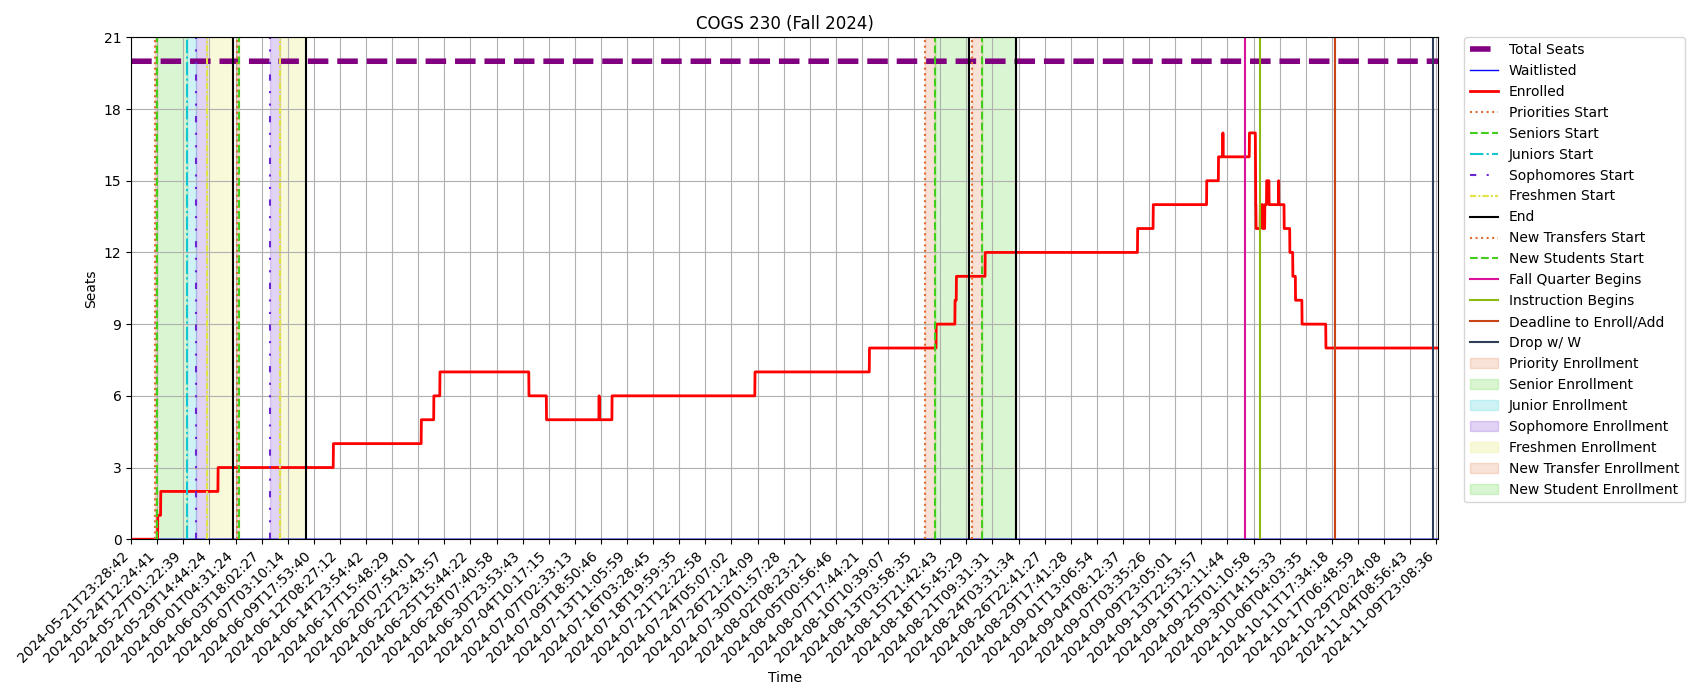 COGS 230 (Fall 2024)
21
18
15
12
9
6
3
0
Seats
2024-05-21T23:28:42
2024-05-24T12:24:41
2024-05-27T01:22:39
2024-05-29T14:44:24
2024-06-01T04:31:24
2024-06-03T18:02:27
2024-06-07T03:10:14
2024-06-09T17:53:40
2024-06-12T08:27:12
2024-06-14T23:54:42
2024-06-17T15:48:29
2024-06-20T07:54:01
2024-06-22T23:43:57
2024-06-25T15:44:22
2024-06-28T07:40:58
2024-06-30T23:53:43
2024-07-04T10:17:15
2024-07-07T02:33:13
2024-07-09T18:50:46
2024-07-13T11:05:59
2024-07-16T03:28:45
2024-07-18T19:59:35
2024-07-21T12:22:58
2024-07-24T05:07:02
2024-07-26T21:24:09
2024-07-30T01:57:28
2024-08-02T08:23:21
2024-08-05T00:56:46
2024-08-07T17:44:21
2024-08-10T10:39:07
2024-08-13T03:58:35
2024-08-15T21:42:43
2024-08-18T15:45:29
2024-08-21T09:31:31
2024-08-24T03:31:34
2024-08-26T22:41:27
2024-08-29T17:41:28
2024-09-01T13:06:54
2024-09-04T08:12:37
2024-09-07T03:35:26
2024-09-09T23:05:01
2024-09-13T22:53:57
2024-09-19T12:11:44
2024-09-25T01:10:58
2024-09-30T14:15:33
2024-10-06T04:03:35
2024-10-11T17:34:18
2024-10-17T06:48:59
2024-10-29T20:24:08
2024-11-04T08:56:43
2024-11-09T23:08:36
Time
Total Seats
Waitlisted
Enrolled
Priorities Start
Seniors Start
Juniors Start
Sophomores Start
Freshmen Start
End
New Transfers Start
New Students Start
Fall Quarter Begins
Instruction Begins
Deadline to Enroll/Add
Drop w/ W
Priority Enrollment
Senior Enrollment
Junior Enrollment
Sophomore Enrollment
Freshmen Enrollment
New Transfer Enrollment
New Student Enrollment